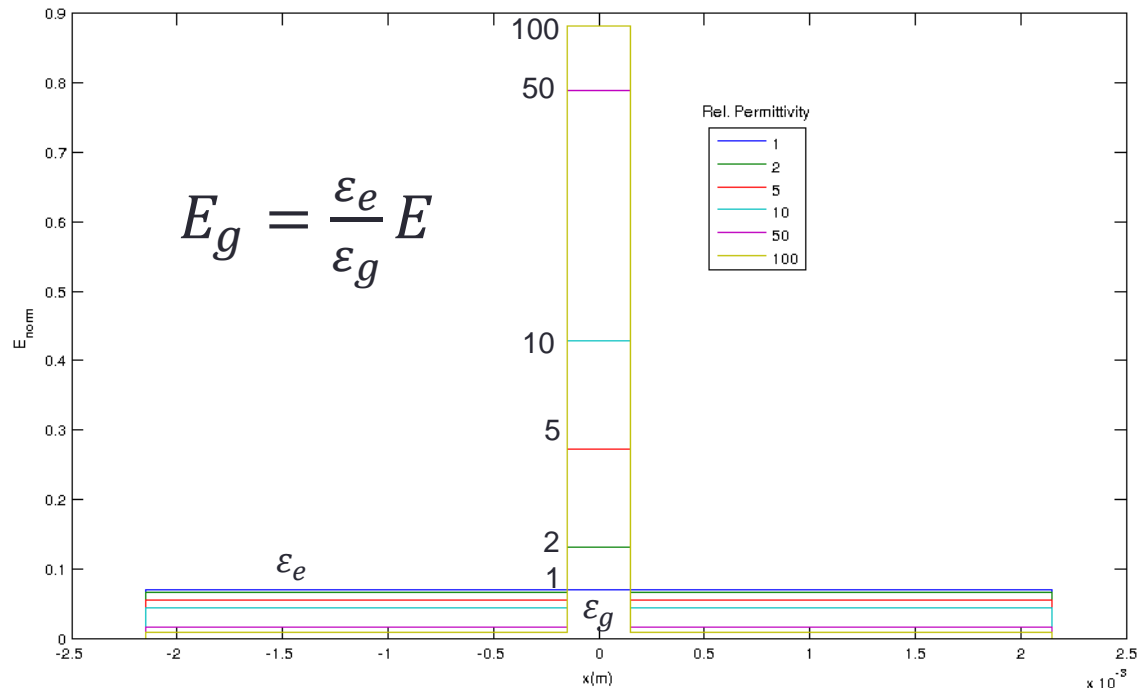 0.9
0.8
0.7
0.6
0.5
0.4
0.3
0.2
0.1
0
E_norm
100
50
10
5
2
1
E_g = ε_e/ε_g E
Rel. Permittivity
1
2
5
10
50
100
ε_e
ε_g
-2.5 -2 -1.5 -1 -0.5 0 0.5 1 1.5 2 2.5
x(m)
x 10^-3